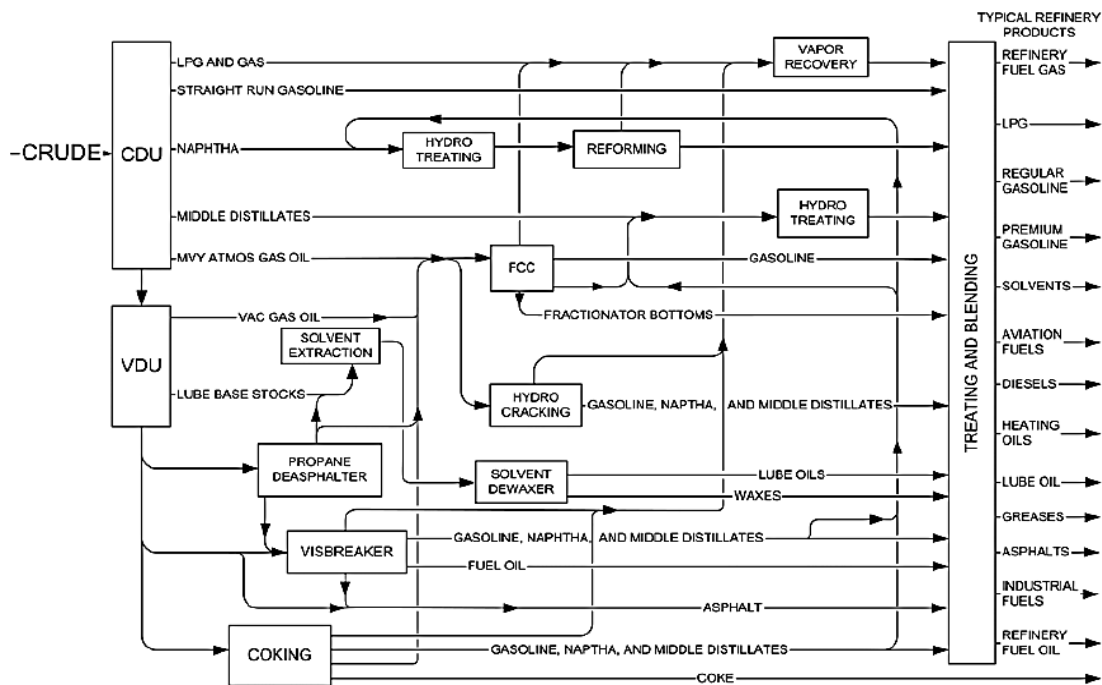 TYPICAL REFINERY
PRODUCTS
LPG AND GAS
VAPOR
RECOVERY
REFINERY
FUEL GAS
STRAIGHT RUN GASOLINE
LPG
-CRUDE
CDU
NAPHTHA
HYDRO
TREATING
REFORMING
REGULAR
GASOLINE
MIDDLE DISTILLATES
HYDRO
TREATING
PREMIUM
GASOLINE
MVY ATMOS GAS OIL
FCC
GASOLINE
SOLVENTS
VAC GAS OIL
FRACTIONATOR BOTTOMS
TREATING AND BLENDING
SOLVENT
EXTRACTION
AVIATION
FUELS
VDU
LUBE BASE STOCKS
HYDRO
CRACKING
GASOLINE, NAPTHA, AND MIDDLE DISTILLATES
DIESELS
HEATING
OILS
PROPANE
DEASPHALTER
SOLVENT
DEWAXER
LUBE OILS
WAXES
LUBE OIL
GREASES
VISBREAKER
GASOLINE, NAPHTHA, AND MIDDLE DISTILLATES
FUEL OIL
ASPHALTS
ASPHALT
INDUSTRIAL
FUELS
COKING
GASOLINE, NAPTHA, AND MIDDLE DISTILLATES
REFINERY
FUEL OIL
COKE